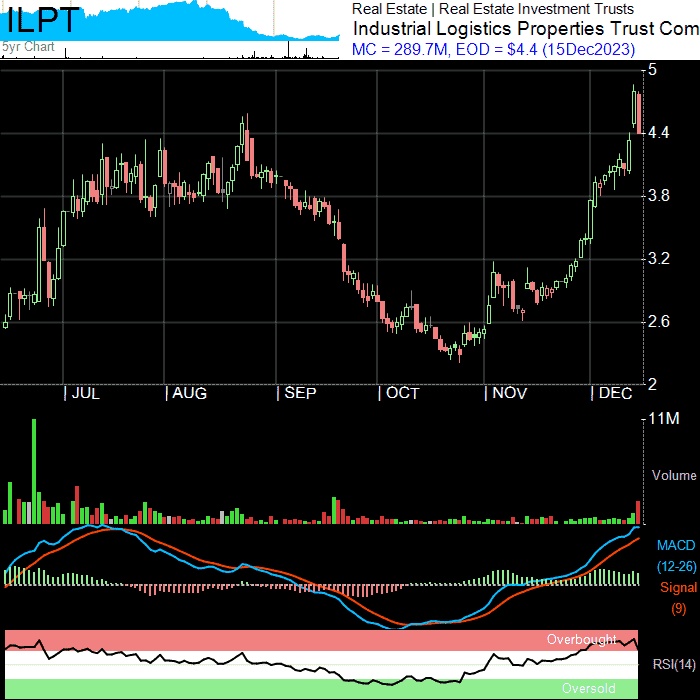 ILPT
5yr Chart
Real Estate | Real Estate Investment Trusts
Industrial Logistics Properties Trust Com
MC = 289.7M, EOD = $4.4 (15Dec2023)
5
4.4
3.8
3.2
2.6
2
| JUL | AUG | SEP | OCT | NOV | DEC
11M
Volume
MACD
(12-26)
Signal
(9)
Overbought
RSI(14)
Oversold